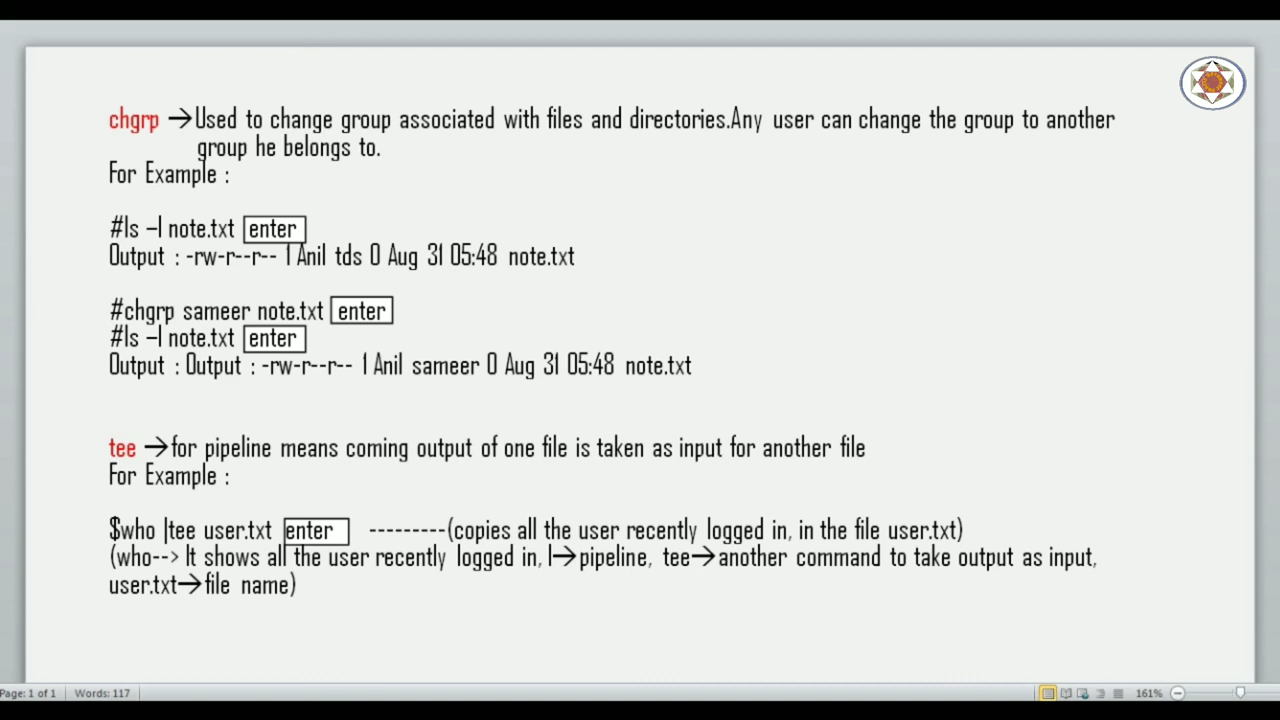 chgrp →Used to change group associated with files and directories.Any user can change the group to another
group he belongs to.
For Example :
#ls –l note.txt enter
Output : -rw-r--r-- 1 Anil tds 0 Aug 31 05:48 note.txt
#chgrp sameer note.txt enter
#ls –l note.txt enter
Output : Output : -rw-r--r-- 1 Anil sameer 0 Aug 31 05:48 note.txt
tee →for pipeline means coming output of one file is taken as input for another file
For Example :
$who |tee user.txt enter ---------(copies all the user recently logged in, in the file user.txt)
(who--> It shows all the user recently logged in, |→pipeline, tee→another command to take output as input,
user.txt→file name)
Page: 1 of 1 Words: 117 161%